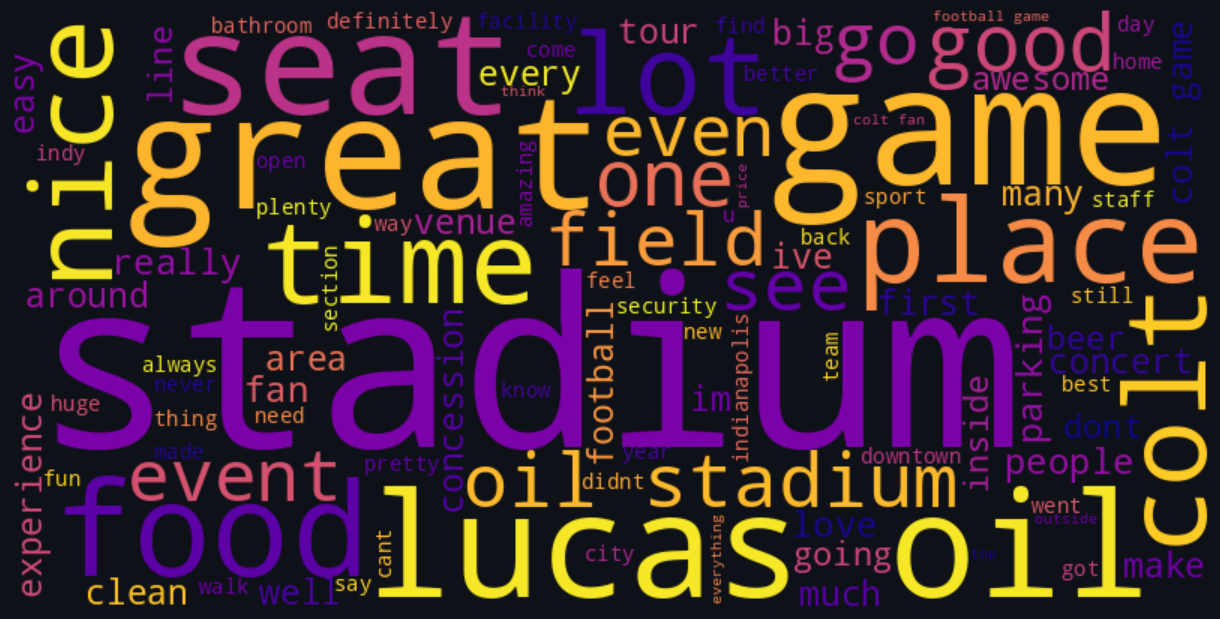 bathroom
definitely
facility
football game
day
easy
line
nice
seat
come
every
think
lot
tour
find
big
go
good
better
awesome
home
colt game
indy
great
open
even
game
colt fan
one
price
amazing
u
sport
many
staff
plenty
way
venue
time
field
ive
back
place
really
section
feel
see
around
security
first
still
stadium
new
indianapolis
football
team
parking
beer
concert
colt
always
never
area
fan
concession
know
im
best
huge
thing
need
inside
dont
experience
made
year
downtown
people
fun
event
pretty
oil stadium
didnt
food
lucas oil
cant
went
outside
love
city
everything
going
top
got
make
clean
walk
well
say
much